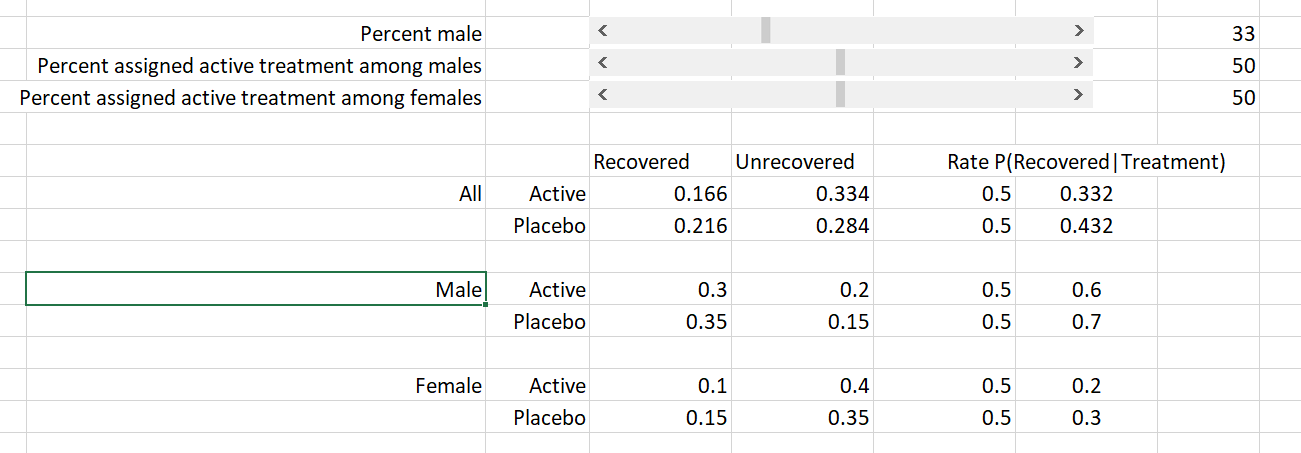 Percent male < > 33
Percent assigned active treatment among males < > 50
Percent assigned active treatment among females < > 50
Recovered Unrecovered Rate P(Recovered|Treatment)
All Active 0.166 0.334 0.5 0.332
Placebo 0.216 0.284 0.5 0.432
Male Active 0.3 0.2 0.5 0.6
Placebo 0.35 0.15 0.5 0.7
Female Active 0.1 0.4 0.5 0.2
Placebo 0.15 0.35 0.5 0.3